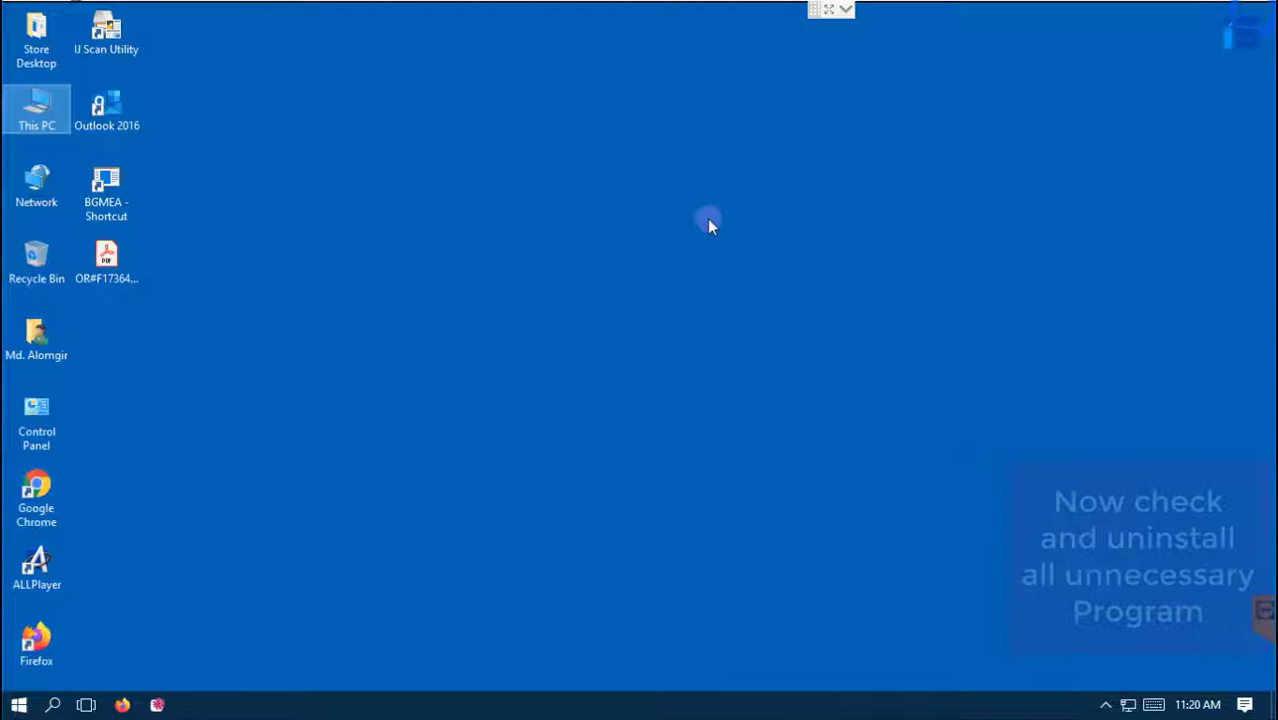 Store
Desktop
IJ Scan Utility
This PC
Outlook 2016
Network
BGMEA -
Shortcut
Recycle Bin
OR#F17364...
Md. Alomgir
Control
Panel
Google
Chrome
ALLPlayer
Firefox
Now check
and uninstall
all unnecessary
Program
11:20 AM